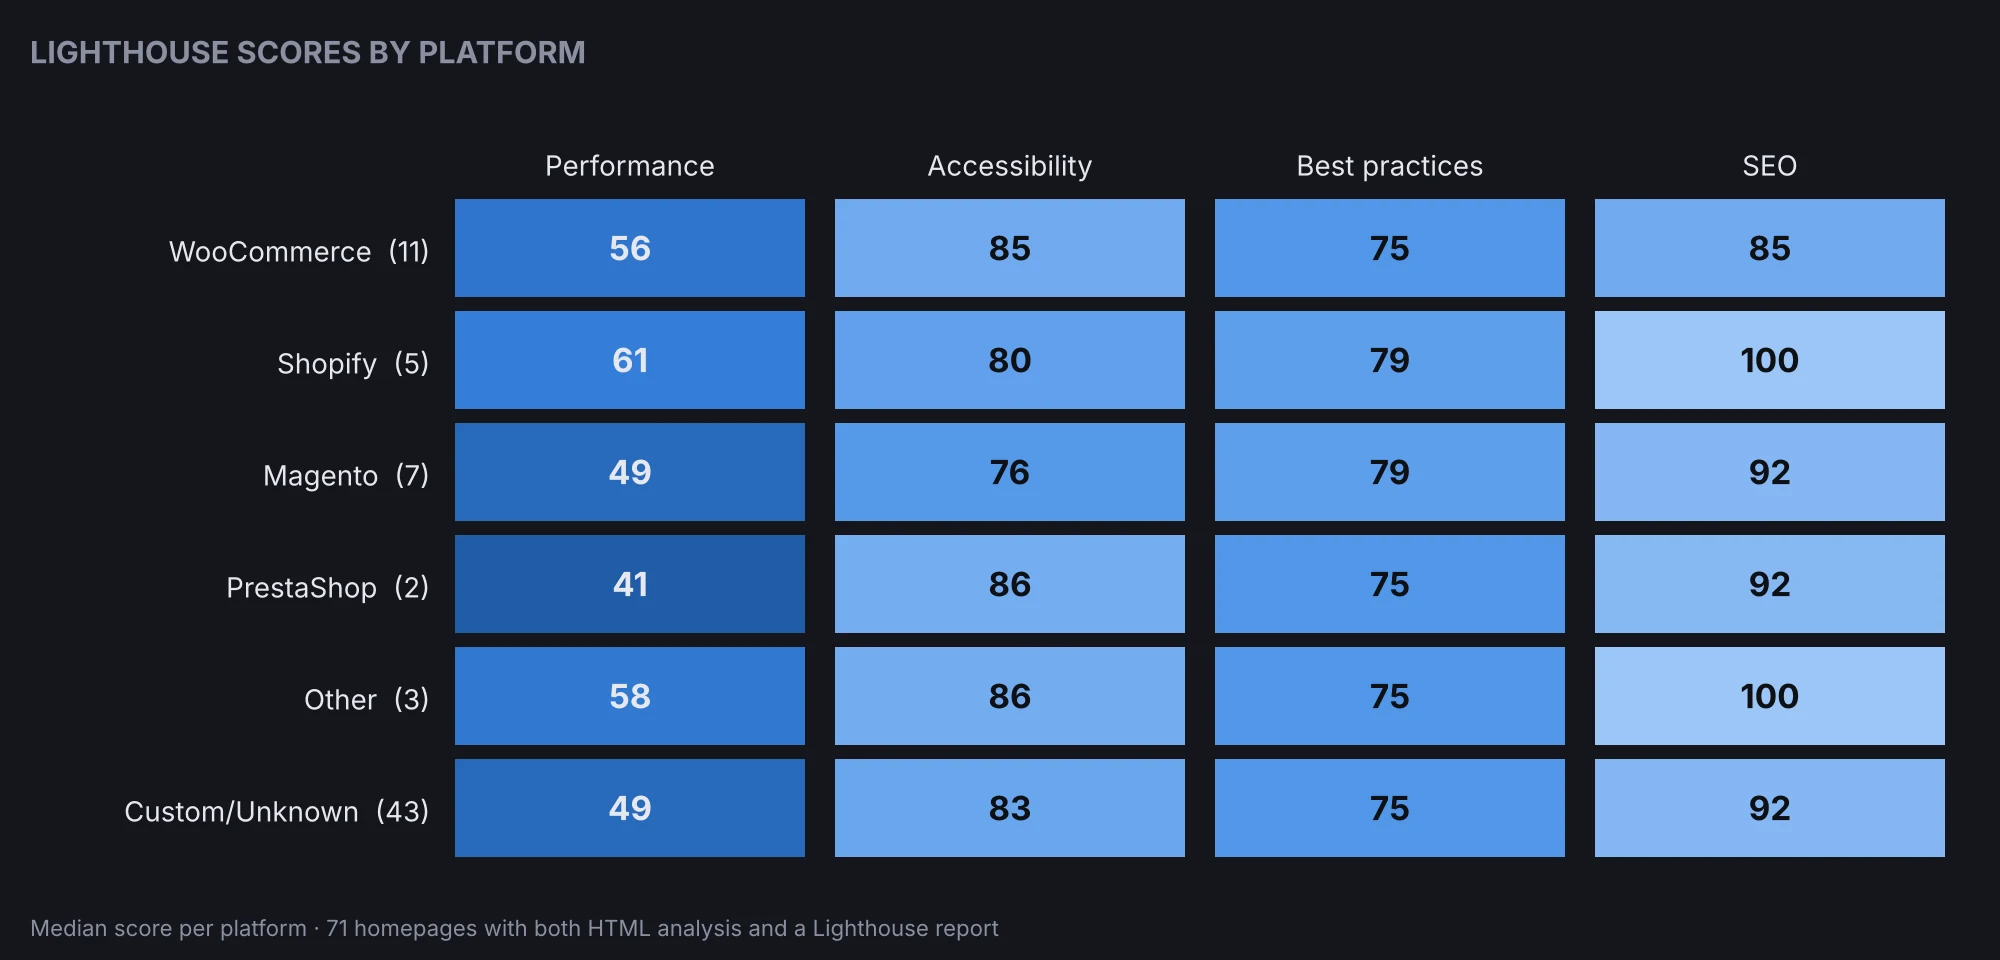 LIGHTHOUSE SCORES BY PLATFORM
Performance Accessibility Best practices SEO
WooCommerce (11) 56 85 75 85
Shopify (5) 61 80 79 100
Magento (7) 49 76 79 92
PrestaShop (2) 41 86 75 92
Other (3) 58 86 75 100
Custom/Unknown (43) 49 83 75 92
Median score per platform · 71 homepages with both HTML analysis and a Lighthouse report